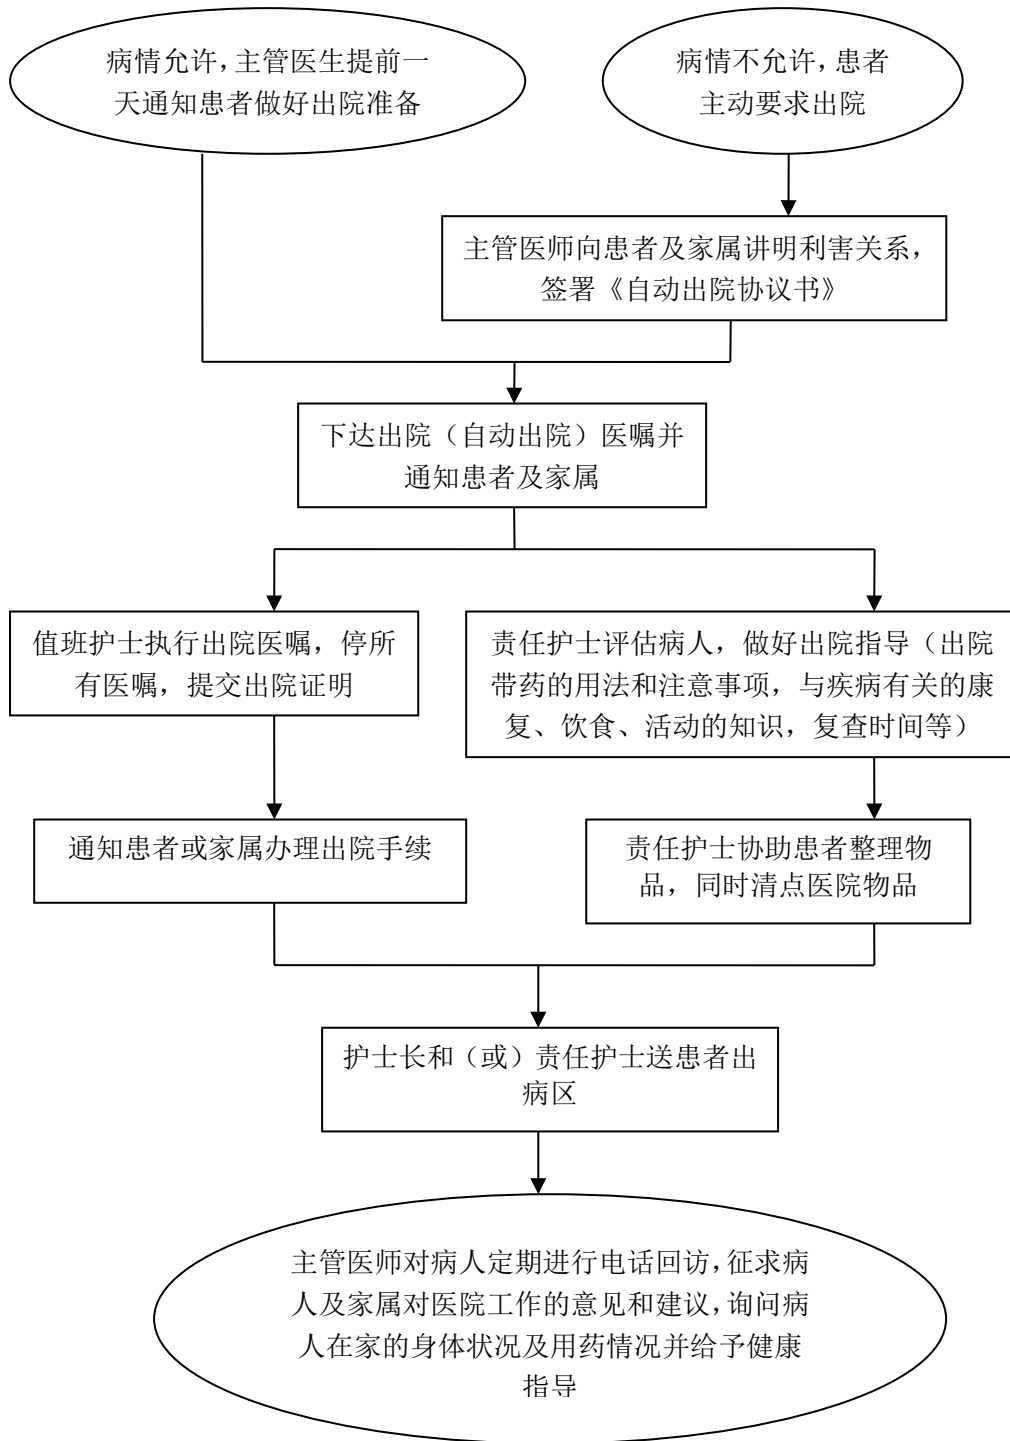 病情允许，主管医生提前一
天通知患者做好出院准备
病情不允许，患者
主动要求出院
主管医师向患者及家属讲明利害关系，
签署《自动出院协议书》
下达出院（自动出院）医嘱并
通知患者及家属
值班护士执行出院医嘱，停所
有医嘱，提交出院证明
责任护士评估病人，做好出院指导（出院
带药的用法和注意事项，与疾病有关的康
复、饮食、活动的知识，复查时间等）
通知患者或家属办理出院手续
责任护士协助患者整理物
品，同时清点医院物品
护士长和（或）责任护士送患者出
病区
主管医师对病人定期进行电话回访，征求病
人及家属对医院工作的意见和建议，询问病
人在家的身体状况及用药情况并给予健康
指导